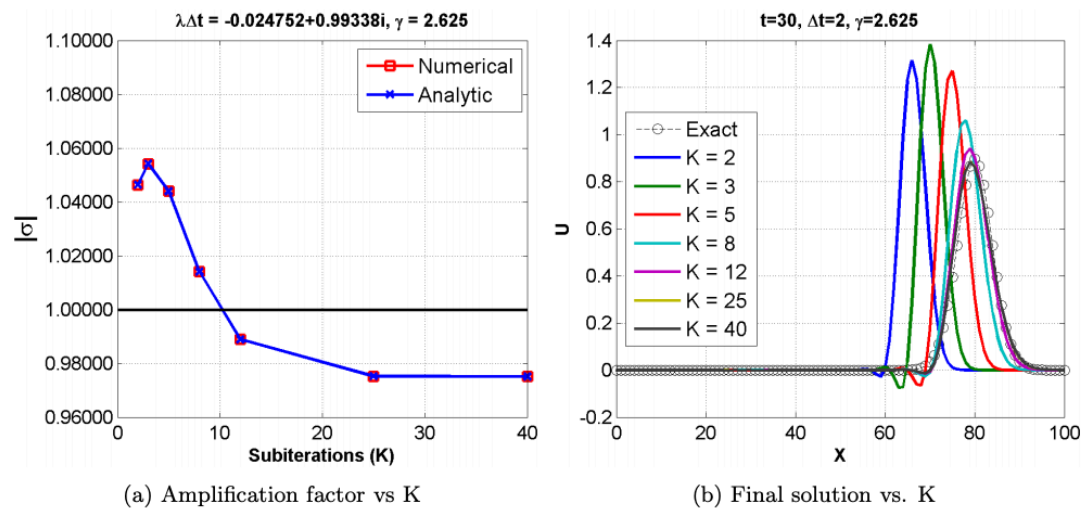 λΔt = -0.024752+0.99338i, γ = 2.625
1.10000
1.08000
1.06000
1.04000
1.02000
1.00000
0.98000
0.96000
|σ|
Numerical
Analytic
0
10
20
30
40
Subiterations (K)
(a) Amplification factor vs K
t=30, Δt=2, γ=2.625
1.4
1.2
1
0.8
0.6
0.4
0.2
0
-0.2
U
Exact
K = 2
K = 3
K = 5
K = 8
K = 12
K = 25
K = 40
0
20
40
60
80
100
X
(b) Final solution vs. K